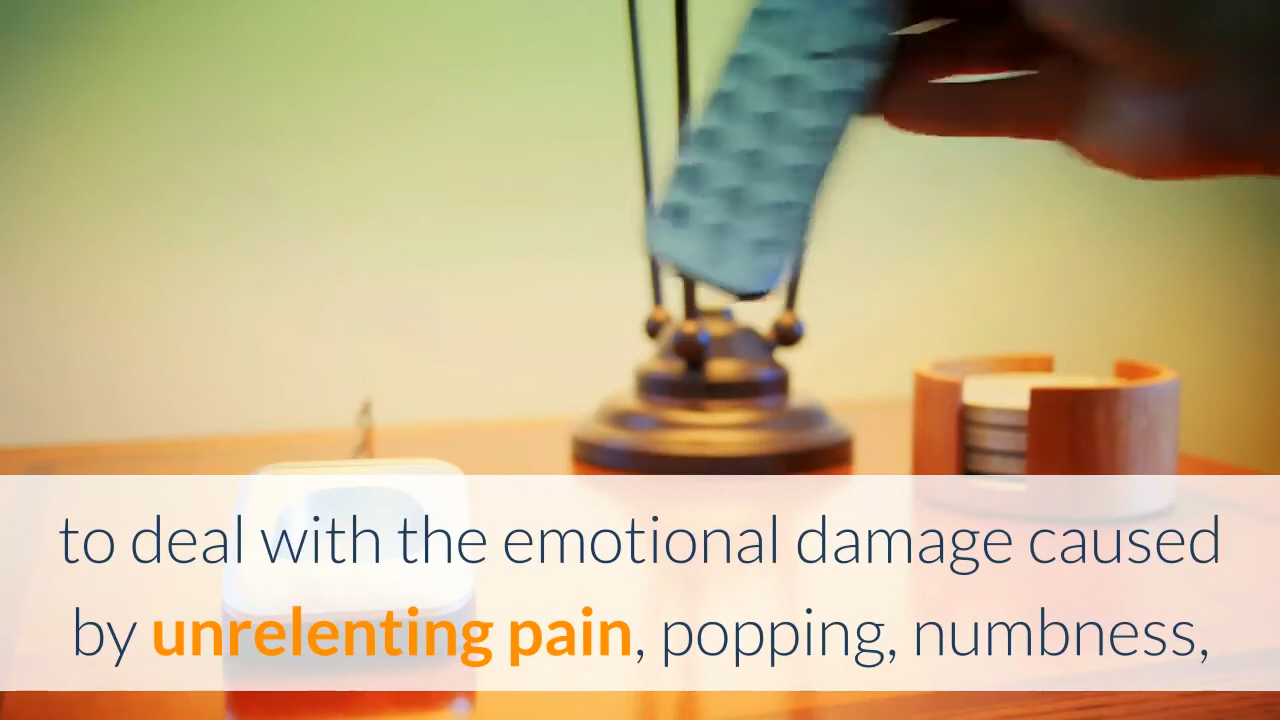 to deal with the emotional damage caused
by unrelenting pain, popping, numbness,